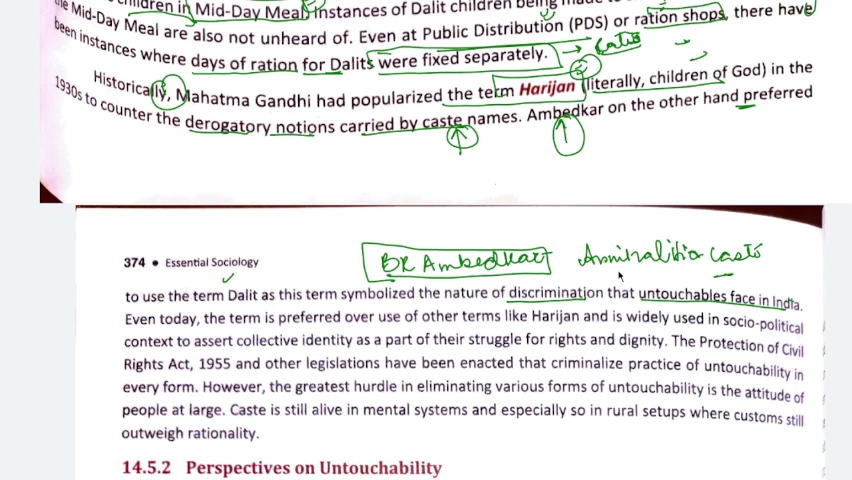 children in Mid-Day Meal. Instances of Dalit children being
the Mid-Day Meal are also not unheard of. Even at Public Distribution (PDS) or ration shops, there have
been instances where days of ration for Dalits were fixed separately.
Historically, Mahatma Gandhi had popularized the term Harijan (literally, children of God) in the
1930s to counter the derogatory notions carried by caste names. Ambedkar on the other hand preferred
BR Ambedkar
374 • Essential Sociology
to use the term Dalit as this term symbolized the nature of discrimination that untouchables face in India.
Even today, the term is preferred over use of other terms like Harijan and is widely used in socio-political
context to assert collective identity as a part of their struggle for rights and dignity. The Protection of Civil
Rights Act, 1955 and other legislations have been enacted that criminalize practice of untouchability in
every form. However, the greatest hurdle in eliminating various forms of untouchability is the attitude of
people at large. Caste is still alive in mental systems and especially so in rural setups where customs still
outweigh rationality.
14.5.2 Perspectives on Untouchability